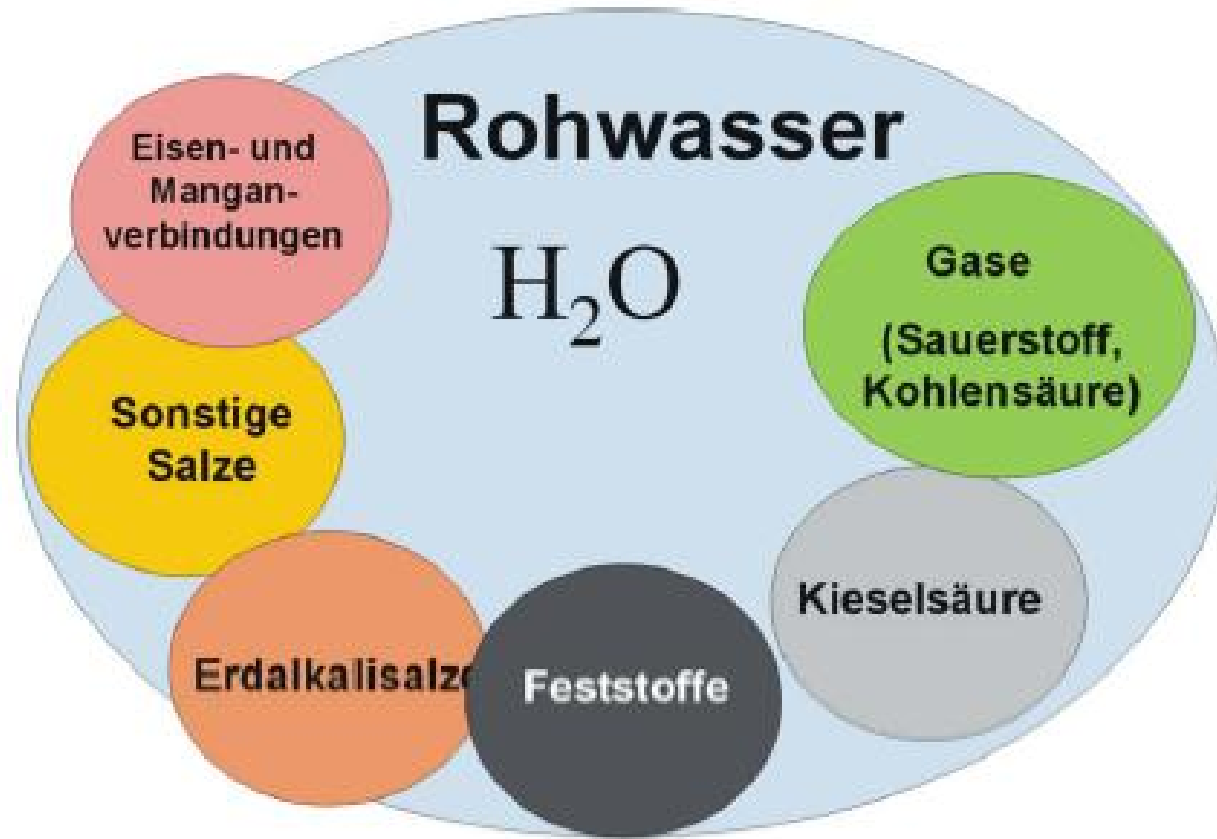 Rohwasser
H₂O
Eisen- und
Mangan-
verbindungen
Sonstige
Salze
Erdalkalisalze
Feststoffe
Kieselsäure
Gase
(Sauerstoff,
Kohlensäure)